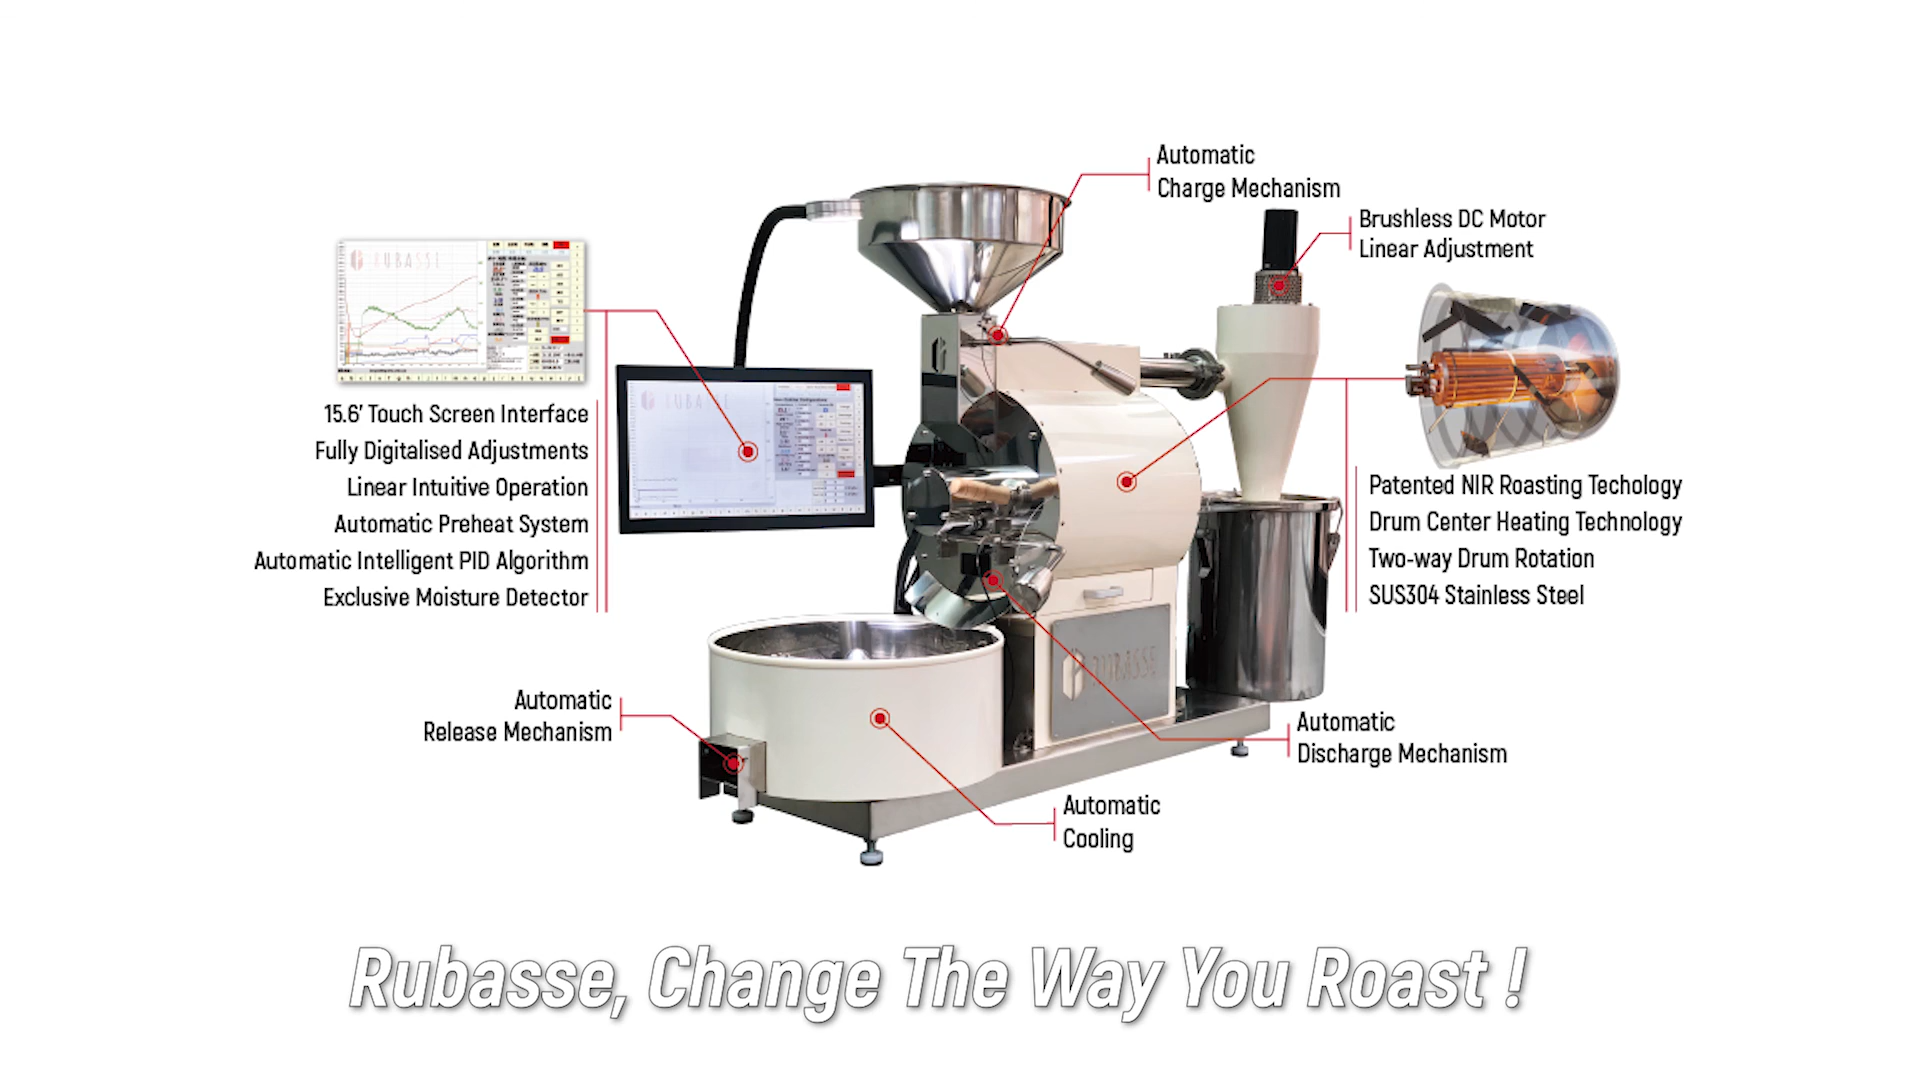 Automatic
Charge Mechanism
Brushless DC Motor
Linear Adjustment
RUBASSE
15.6’ Touch Screen Interface
Fully Digitalised Adjustments
Linear Intuitive Operation
Automatic Preheat System
Automatic Intelligent PID Algorithm
Exclusive Moisture Detector
RUBASSE
Patented NIR Roasting Techology
Drum Center Heating Technology
Two-way Drum Rotation
SUS304 Stainless Steel
RUBASSE
Automatic
Release Mechanism
Automatic
Discharge Mechanism
Automatic
Cooling
Rubasse, Change The Way You Roast !